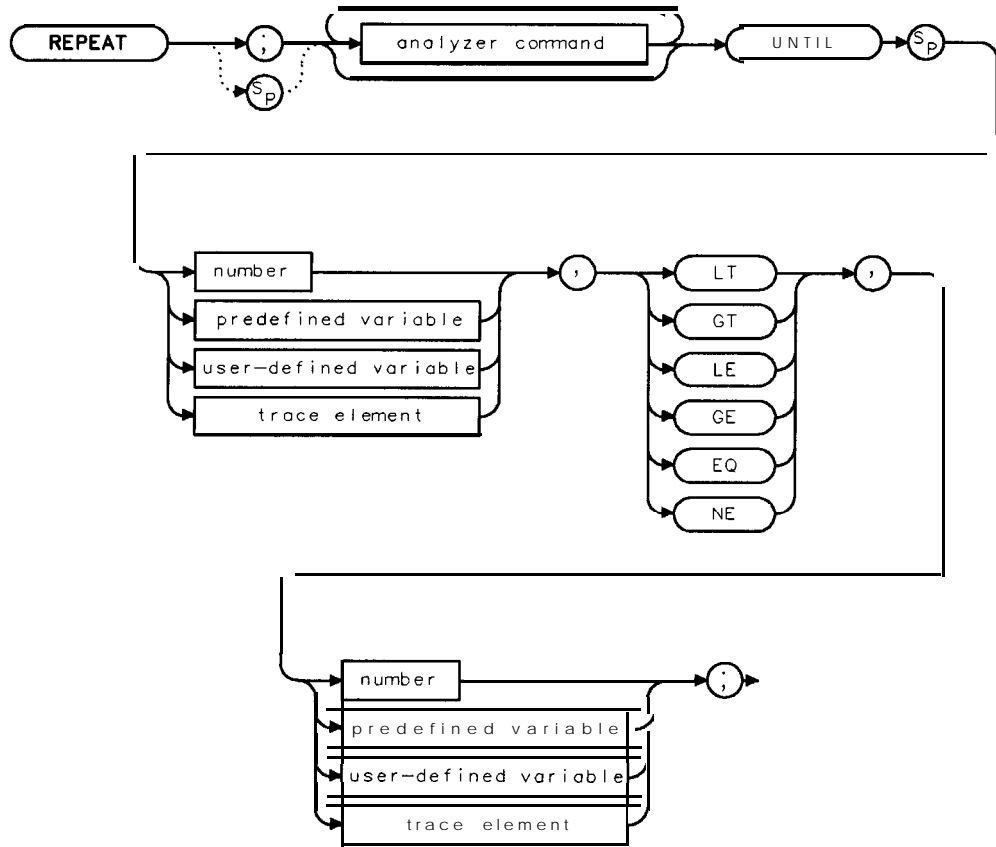 REPEAT ; analyzer command UNTIL SP
SP
number , LT ,
predefined variable GT
user-defined variable LE
trace element GE
EQ
NE
number ;
predefined variable
user-defined variable
trace element